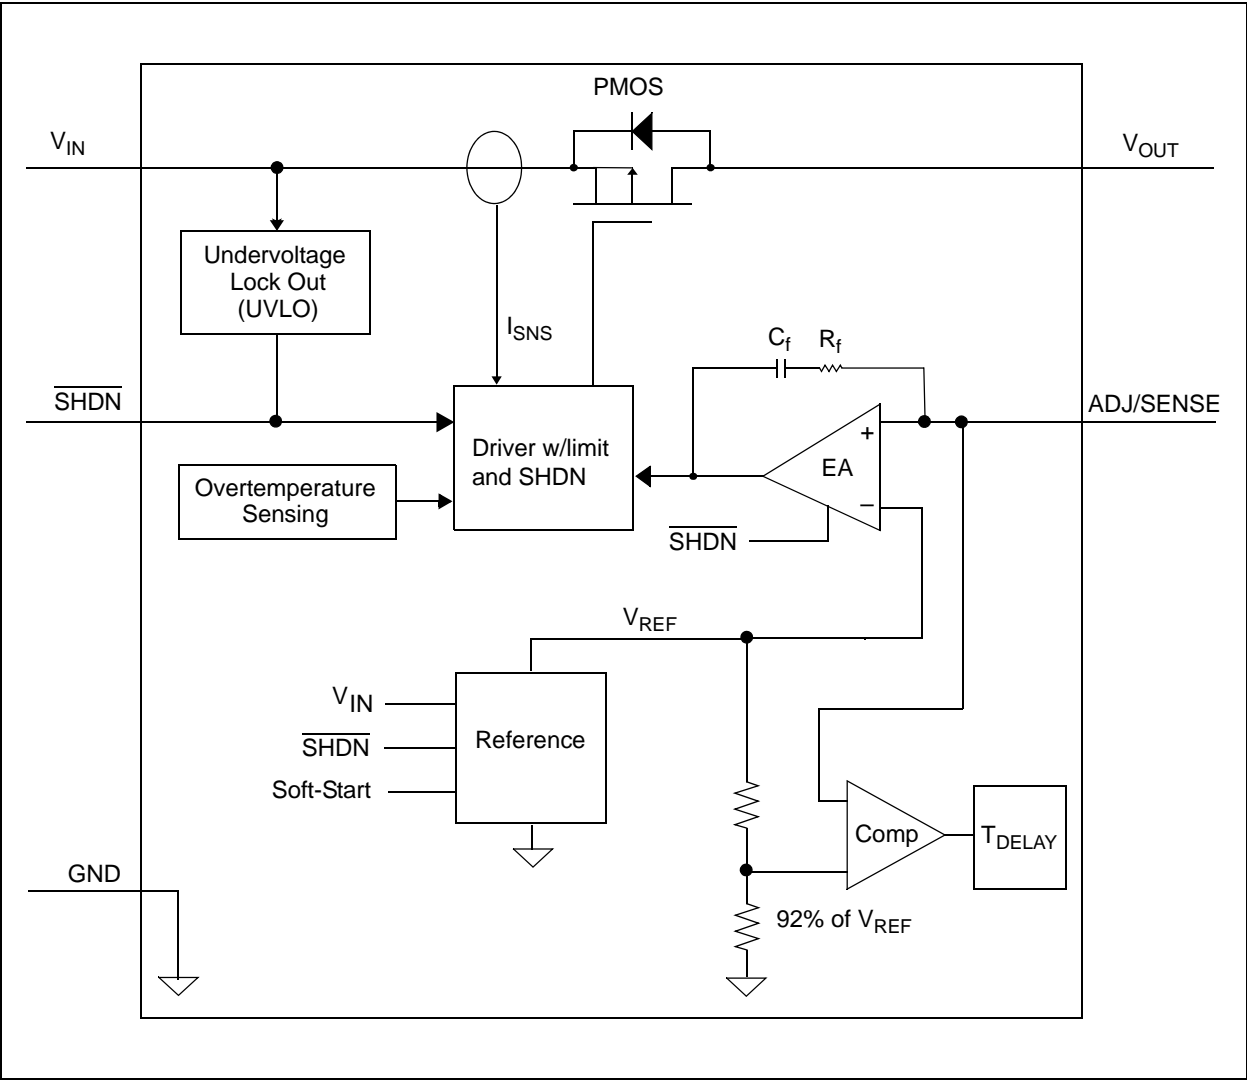 PMOS
VIN
VOUT
Undervoltage
Lock Out
(UVLO)
ISNS
Cf
Rf
SHDN
ADJ/SENSE
+
Driver w/limit
and SHDN
EA
Overtemperature
Sensing
–
SHDN
VREF
VIN
SHDN
Reference
Soft-Start
Comp
TDELAY
GND
92% of VREF